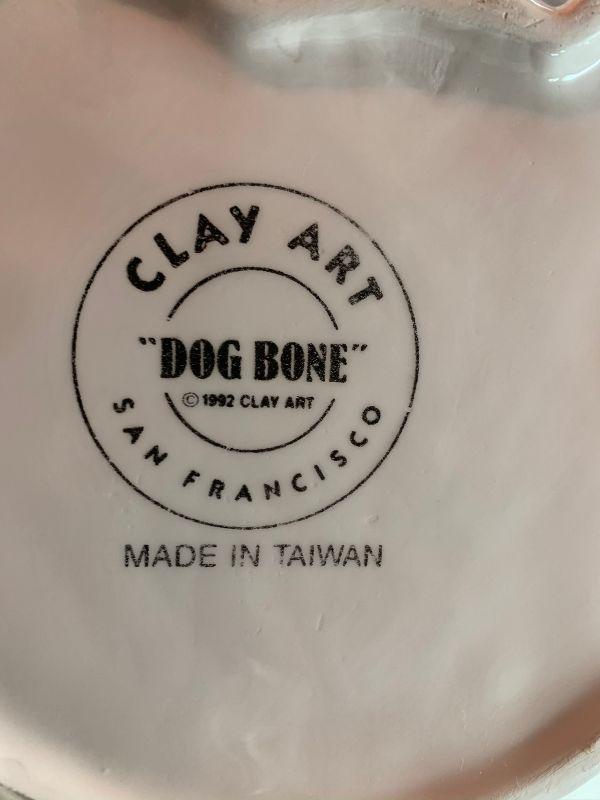 CLAY ART
"DOG BONE"
© 1992 CLAY ART
SAN FRANCISCO
MADE IN TAIWAN